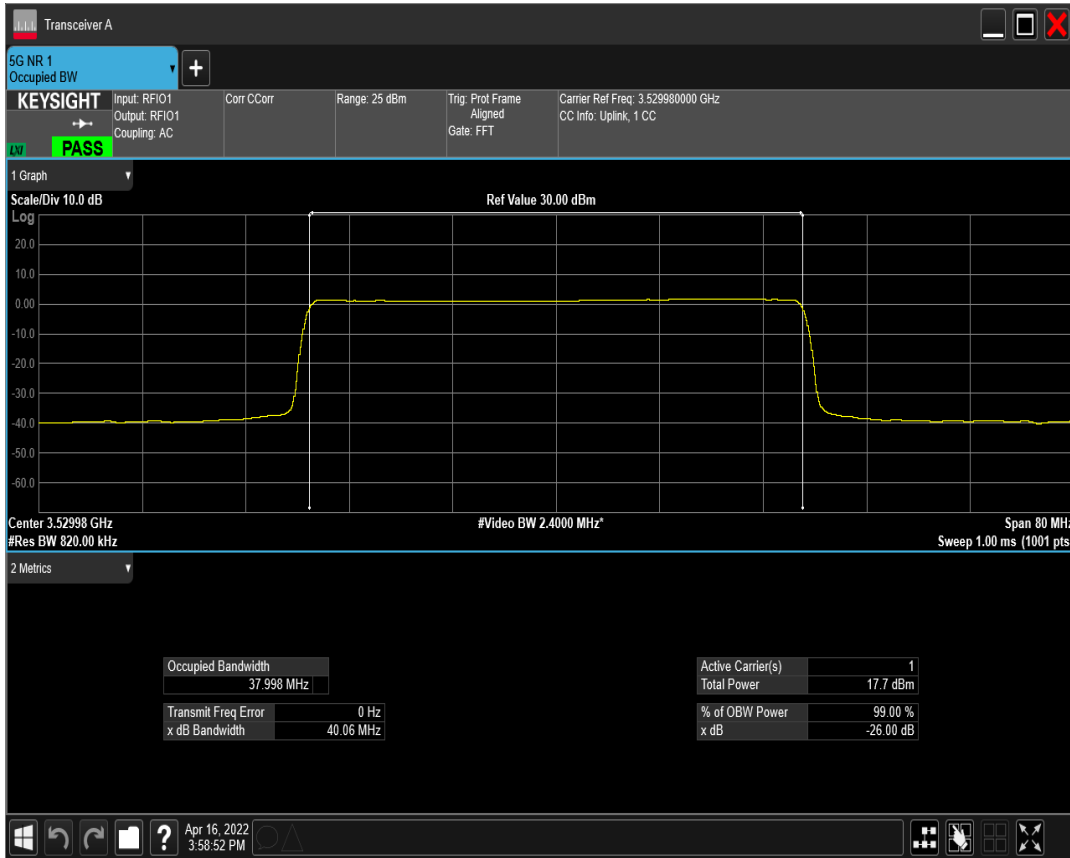 Transceiver A
5G NR 1
Occupied BW
KEYSIGHT
Input: RFIO1
Output: RFIO1
Coupling: AC
Corr CCorr
Range: 25 dBm
Trig: Prot Frame
Aligned
Gate: FFT
Carrier Ref Freq: 3.529980000 GHz
CC Info: Uplink, 1 CC
LXI
PASS
1 Graph
Scale/Div 10.0 dB
Ref Value 30.00 dBm
Log
20.0
10.0
0.00
-10.0
-20.0
-30.0
-40.0
-50.0
-60.0
Center 3.52998 GHz
#Video BW 2.4000 MHz*
Span 80 MHz
#Res BW 820.00 kHz
Sweep 1.00 ms (1001 pts
2 Metrics
Occupied Bandwidth
37.998 MHz
Transmit Freq Error 0 Hz
x dB Bandwidth 40.06 MHz
Active Carrier(s) 1
Total Power 17.7 dBm
% of OBW Power 99.00 %
x dB -26.00 dB
?
Apr 16, 2022
3:58:52 PM